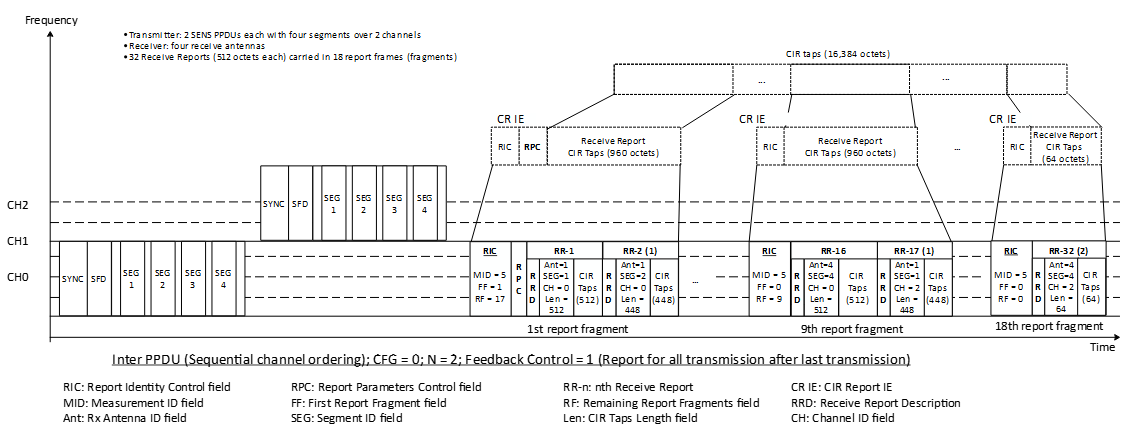 Frequency
• Transmitter: 2 SENS PPDUs each with four segments over 2 channels
• Receiver: four receive antennas
• 32 Receive Reports (512 octets each) carried in 18 report frames (fragments)
CIR taps (16,384 octets)
...
...
CR IE
CR IE
CR IE
RIC
RPC
Receive Report
CIR Taps (960 octets)
RIC
Receive Report
CIR Taps (960 octets)
...
RIC
Receive Report
CIR Taps
(64 octets)
CH2
SYNC
SFD
SEG
1
SEG
2
SEG
3
SEG
4
CH1
CH0
SYNC
SFD
SEG
1
SEG
2
SEG
3
SEG
4
RIC
MID = 5
FF = 1
RF = 17
R
P
C
RR-1
R
R
D
Ant=1
SEG=1
CH = 0
Len =
512
CIR
Taps
(512)
RR-2 (1)
R
R
D
Ant=1
SEG=2
CH = 0
Len =
448
CIR
Taps
(448)
...
RIC
MID = 5
FF = 0
RF = 9
RR-16
R
R
D
Ant=4
SEG=4
CH = 0
Len =
512
CIR
Taps
(512)
RR-17 (1)
R
R
D
Ant=1
SEG=1
CH = 2
Len =
448
CIR
Taps
(448)
RIC
MID = 5
FF = 0
RF = 0
RR-32 (2)
R
R
D
Ant=4
SEG=4
CH = 2
Len =
64
CIR
Taps
(64)
1st report fragment
9th report fragment
18th report fragment
Time
Inter PPDU (Sequential channel ordering); CFG = 0; N = 2; Feedback Control = 1 (Report for all transmission after last transmission)
RIC: Report Identity Control field
RPC: Report Parameters Control field
RR-n: nth Receive Report
CR IE: CIR Report IE
MID: Measurement ID field
FF: First Report Fragment field
RF: Remaining Report Fragments field
RRD: Receive Report Description
Ant: Rx Antenna ID field
SEG: Segment ID field
Len: CIR Taps Length field
CH: Channel ID field